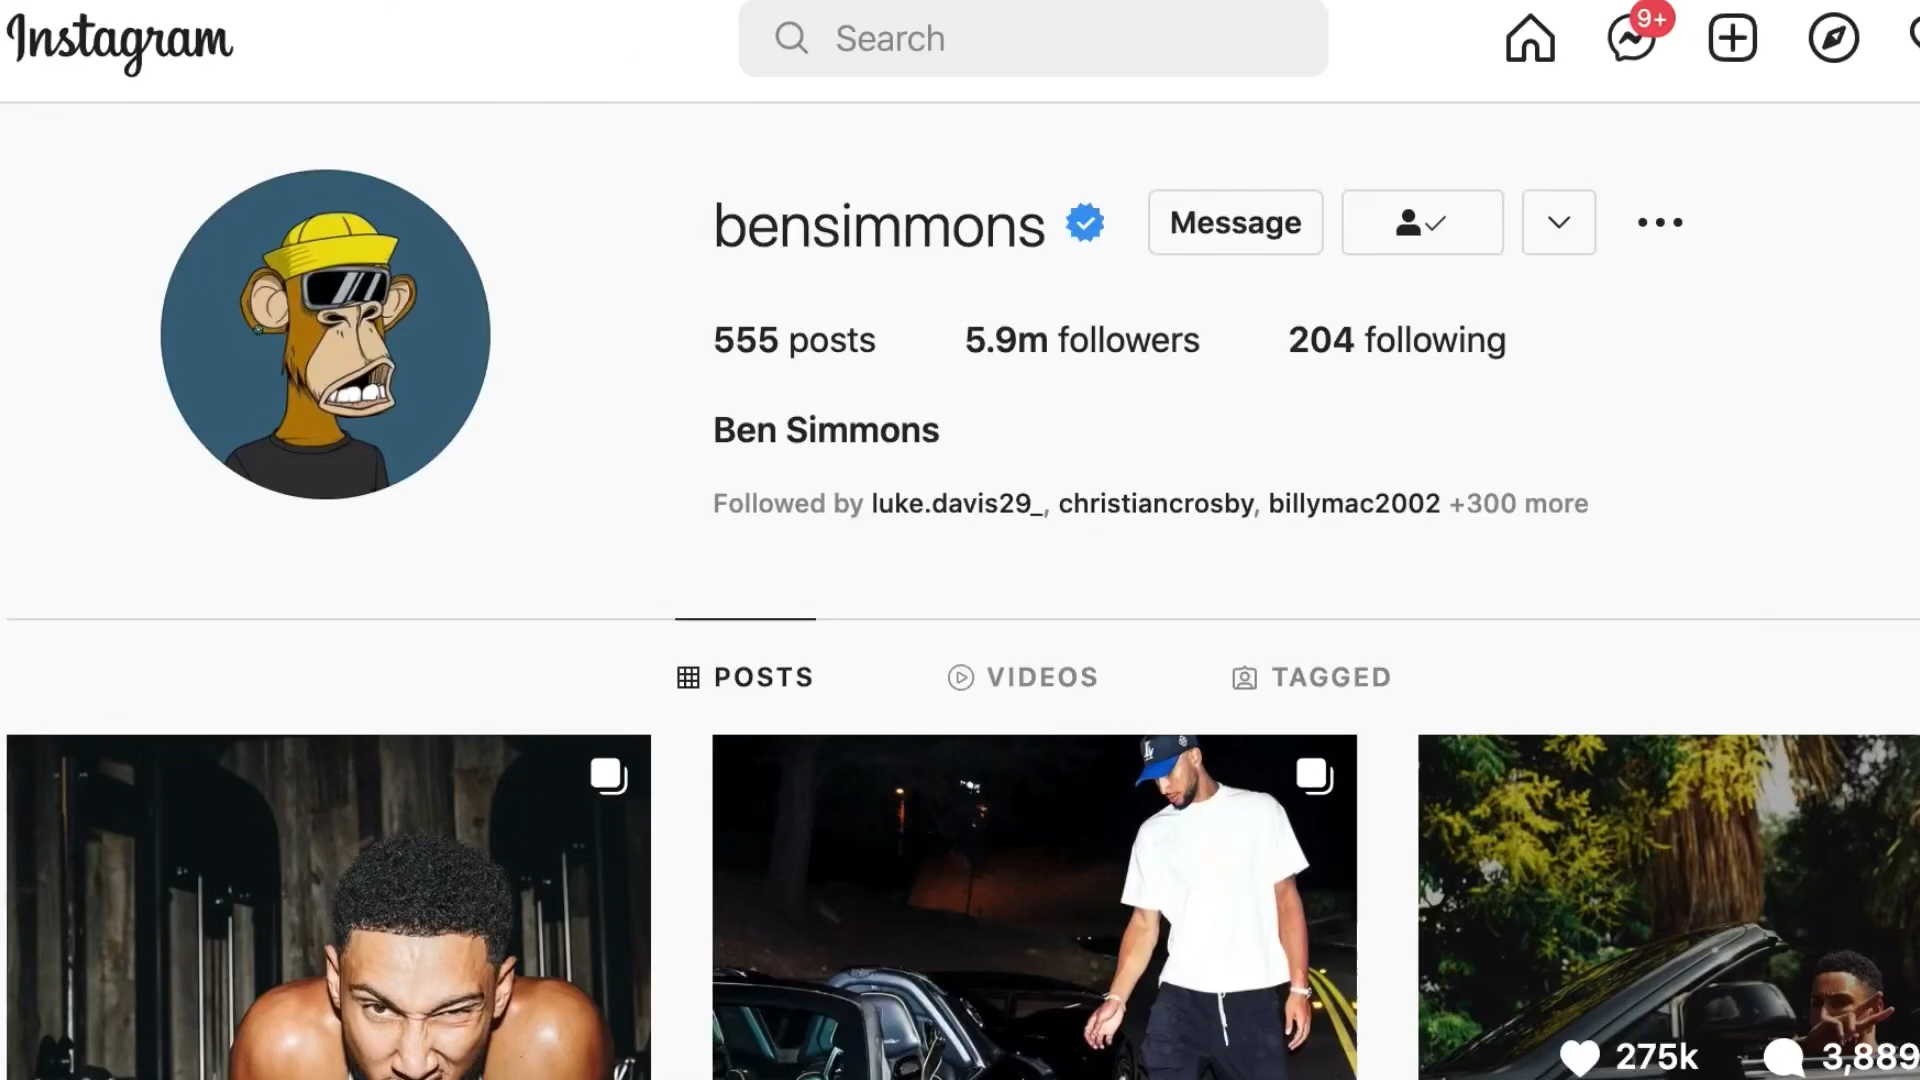 Instagram
Search
9+
bensimmons
Message
555 posts 5.9m followers 204 following
Ben Simmons
Followed by luke.davis29_, christiancrosby, billymac2002 +300 more
POSTS VIDEOS TAGGED
LA
275k 3,889